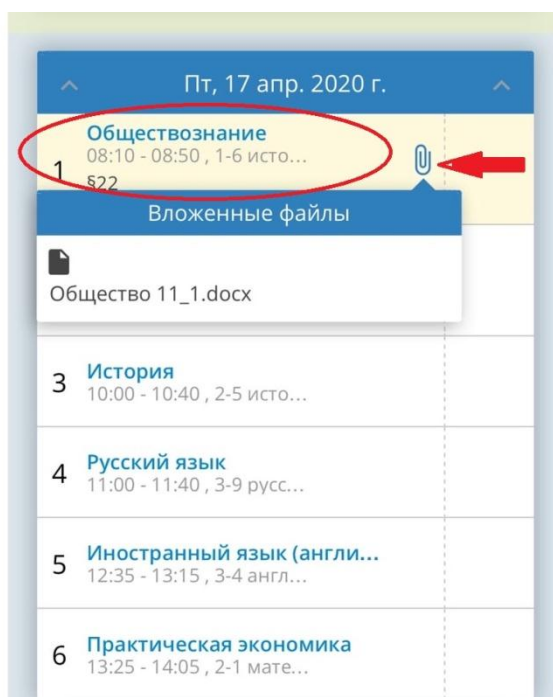 Пт, 17 апр. 2020 г.
1
Обществознание
08:10 - 08:50 , 1-6 исто...
§22
Вложенные файлы
Общество 11_1.docx
3
История
10:00 - 10:40 , 2-5 исто...
4
Русский язык
11:00 - 11:40 , 3-9 русс...
5
Иностранный язык (англи...
12:35 - 13:15 , 3-4 англ...
6
Практическая экономика
13:25 - 14:05 , 2-1 мате...